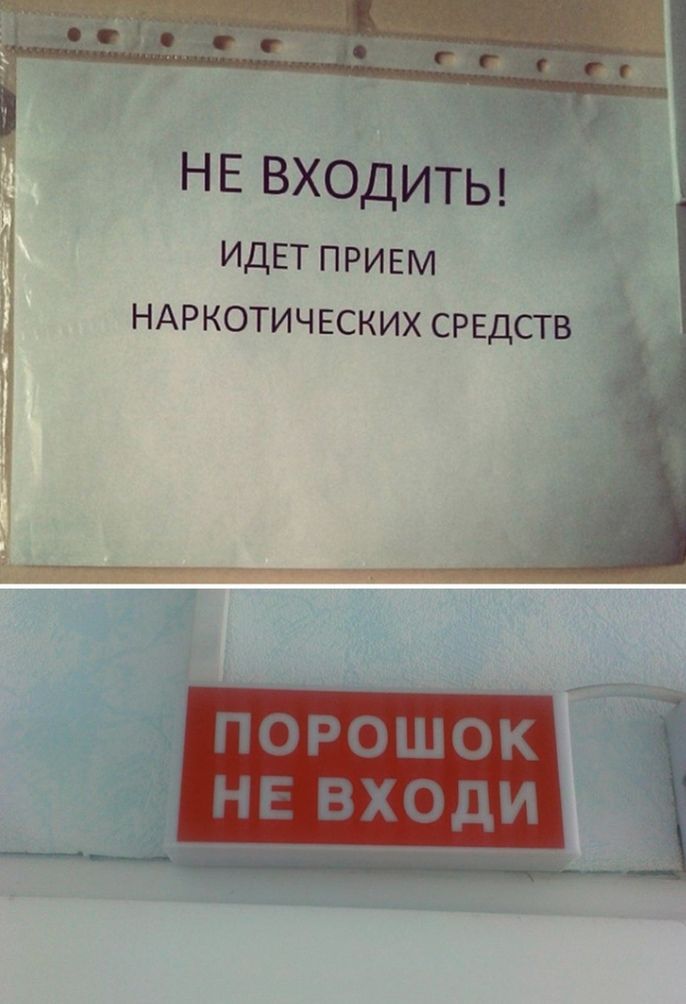 НЕ ВХОДИТЬ!
ИДЕТ ПРИЕМ
НАРКОТИЧЕСКИХ СРЕДСТВ
ПОРОШОК
НЕ ВХОДИ